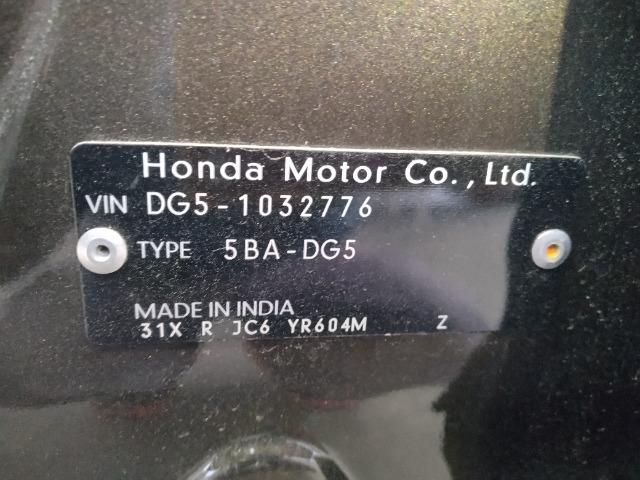 Honda Motor Co., Ltd.
VIN DG5-1032776
TYPE 5BA-DG5
MADE IN INDIA
31X R JC6 YR604M Z